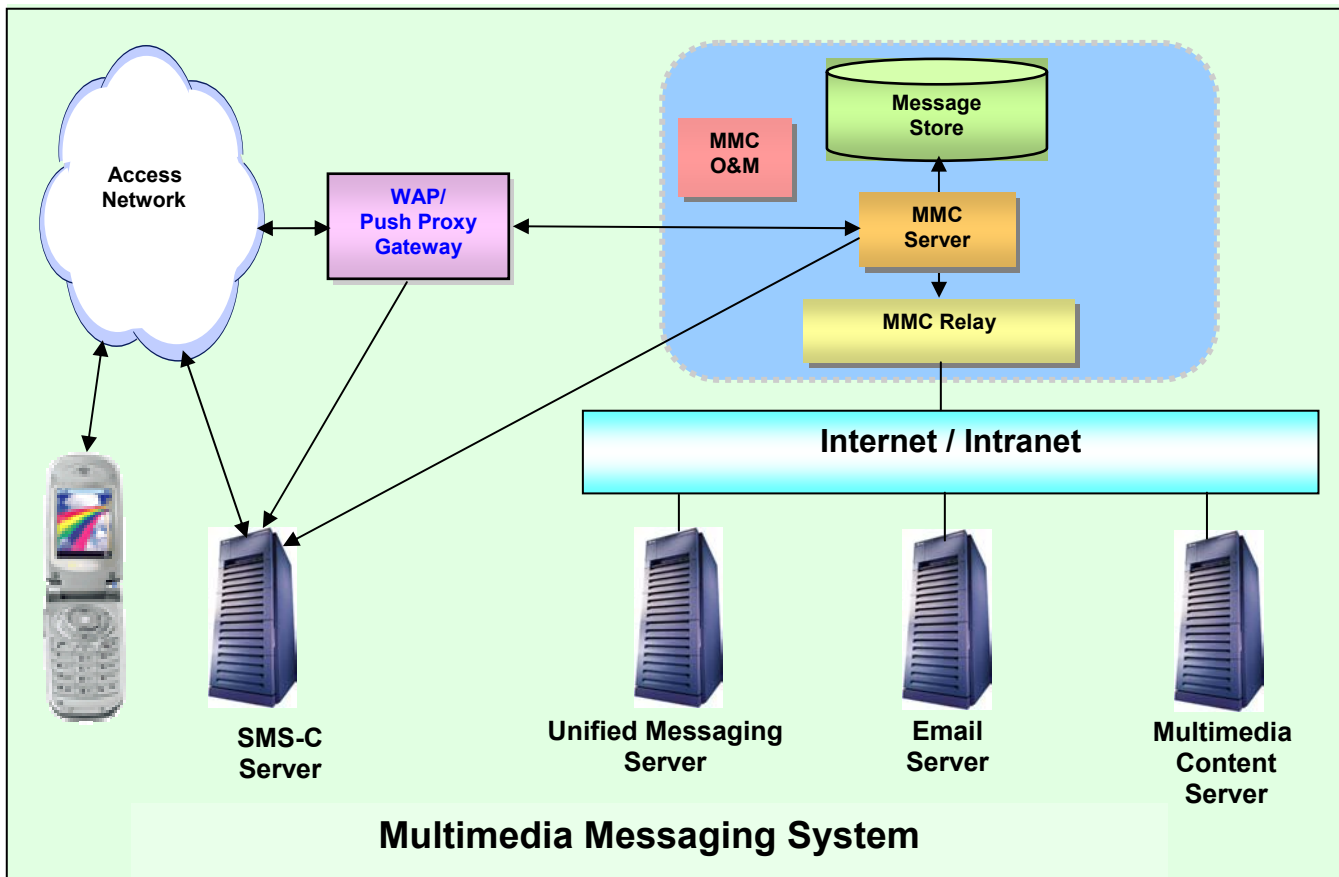 Message
Store
MMC
O&M
Access
Network
WAP/
Push Proxy
Gateway
MMC
Server
MMC Relay
Internet / Intranet
SMS-C
Server
Unified Messaging
Server
Email
Server
Multimedia
Content
Server
Multimedia Messaging System